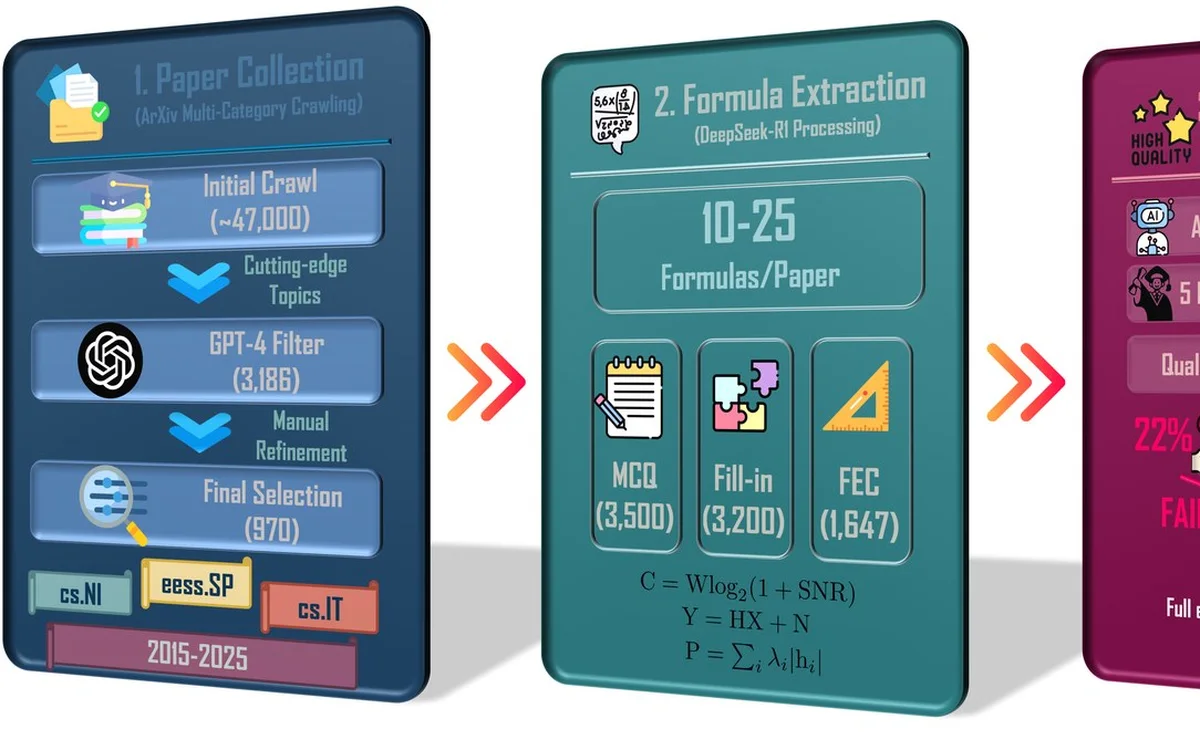 1. Paper Collection
(ArXiv Multi-Category Crawling)
Initial Crawl
(~47,000)
Cutting-edge
Topics
GPT-4 Filter
(3,186)
Manual
Refinement
Final Selection
(970)
cs.NI
eess.SP
cs.IT
2015-2025
2. Formula Extraction
(DeepSeek-R1 Processing)
10-25
Formulas/Paper
MCQ
(3,500)
Fill-in
(3,200)
FEC
(1,647)
C = Wlog₂(1 + SNR)
Y = HX + N
P = ∑ᵢ λᵢ|hᵢ|
HIGH
QUALITY
AI
5
22%
Full